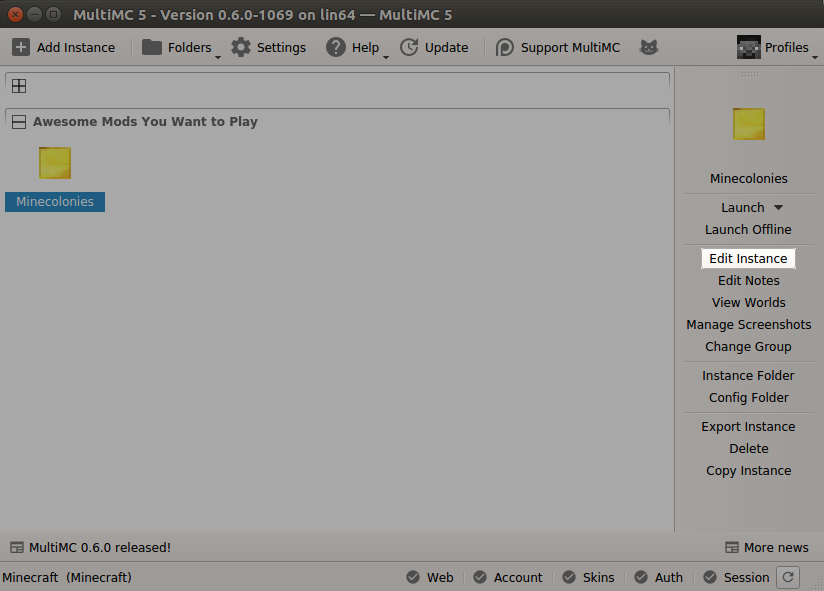 MultiMC 5 - Version 0.6.0-1069 on lin64 — MultiMC 5
Add Instance Folders Settings Help Update Support MultiMC Profiles
Awesome Mods You Want to Play
Minecolonies
Minecolonies
Launch
Launch Offline
Edit Instance
Edit Notes
View Worlds
Manage Screenshots
Change Group
Instance Folder
Config Folder
Export Instance
Delete
Copy Instance
MultiMC 0.6.0 released! More news
Minecraft (Minecraft) Web Account Skins Auth Session